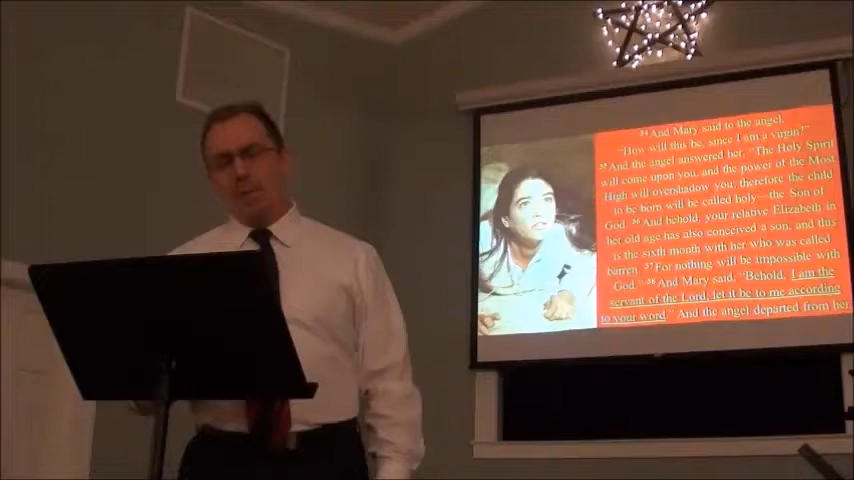 34 And Mary said to the angel,
"How will this be, since I am a virgin?"
35 And the angel answered her, "The Holy Spirit
will come upon you, and the power of the Most
High will overshadow you; therefore the child
to be born will be called holy—the Son of
God. 36 And behold, your relative Elizabeth in
her old age has also conceived a son, and this
is the sixth month with her who was called
barren. 37 For nothing will be impossible with
God." 38 And Mary said, "Behold, I am the
servant of the Lord; let it be to me according
to your word." And the angel departed from her.